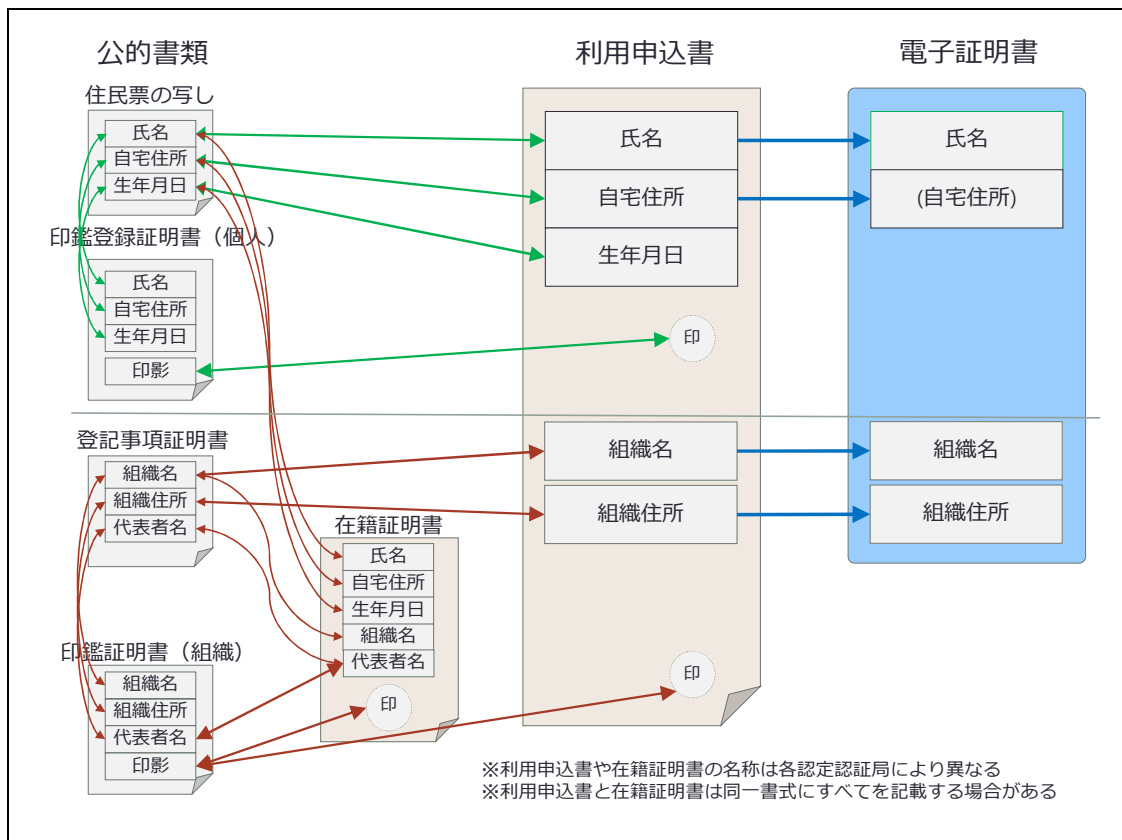 公的書類
利用申込書
電子証明書
住民票の写し
氏名
自宅住所
生年月日
印鑑登録証明書（個人）
氏名
自宅住所
生年月日
印影
氏名
自宅住所
生年月日
印
氏名
(自宅住所)
登記事項証明書
組織名
組織住所
代表者名
印鑑証明書（組織）
組織名
組織住所
代表者名
印影
在籍証明書
氏名
自宅住所
生年月日
組織名
代表者名
印
組織名
組織住所
印
組織名
組織住所
※利用申込書や在籍証明書の名称は各認定認証局により異なる
※利用申込書と在籍証明書は同一書式にすべてを記載する場合がある